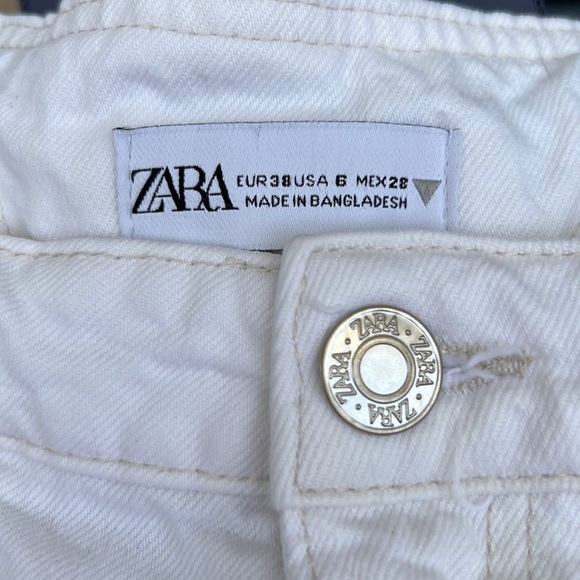 ZARA
EUR 38 USA 6 MEX 28
MADE IN BANGLADESH
ZARA • ZARA • ZARA • ZARA •